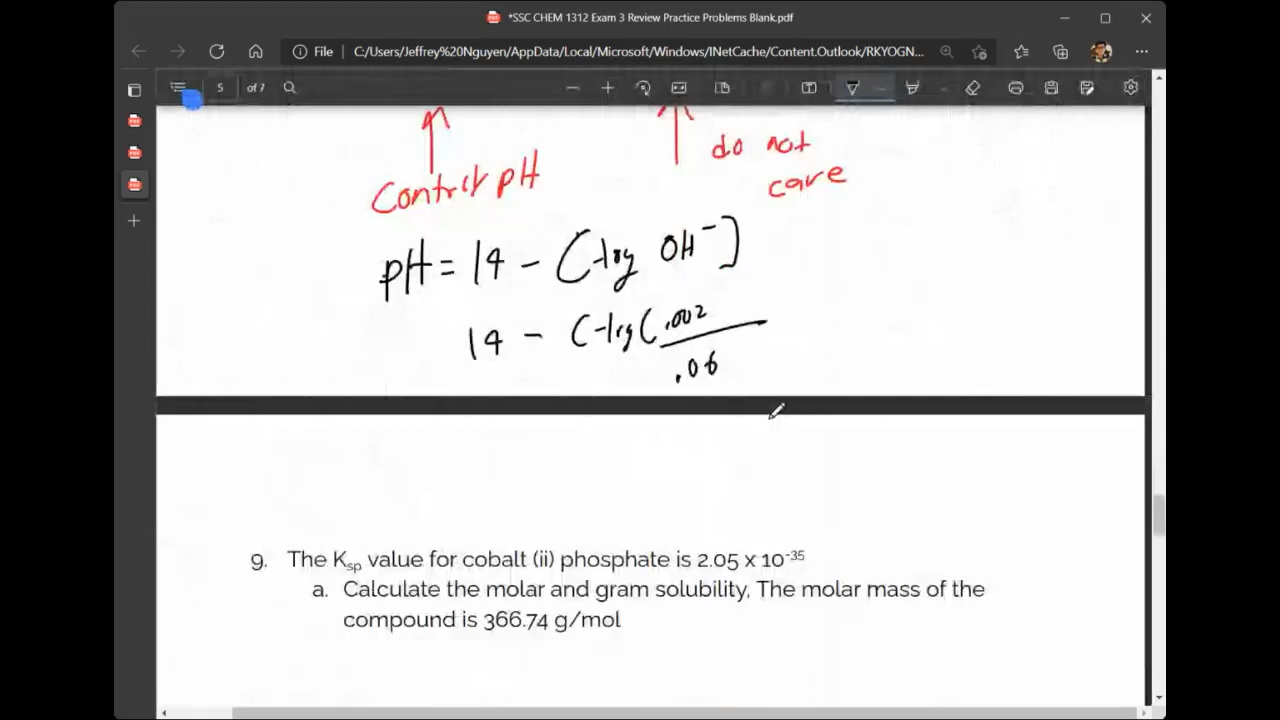 *SSC CHEM 1312 Exam 3 Review Practice Problems Blank.pdf
File C:/Users/Jeffrey%20Nguyen/AppData/Local/Microsoft/Windows/INetCache/Content.Outlook/RKYOGN...
5 of 7
Control pH
do not
care
pH = 14 - (-log OH⁻]
14 - (-log(.002
.06
9. The Ksp value for cobalt (ii) phosphate is 2.05 x 10⁻³⁵
a. Calculate the molar and gram solubility. The molar mass of the
compound is 366.74 g/mol